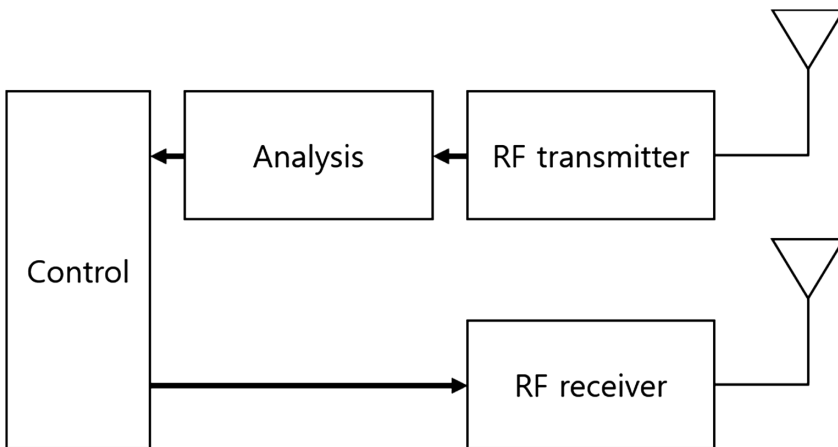 Analysis
RF transmitter
Control
RF receiver